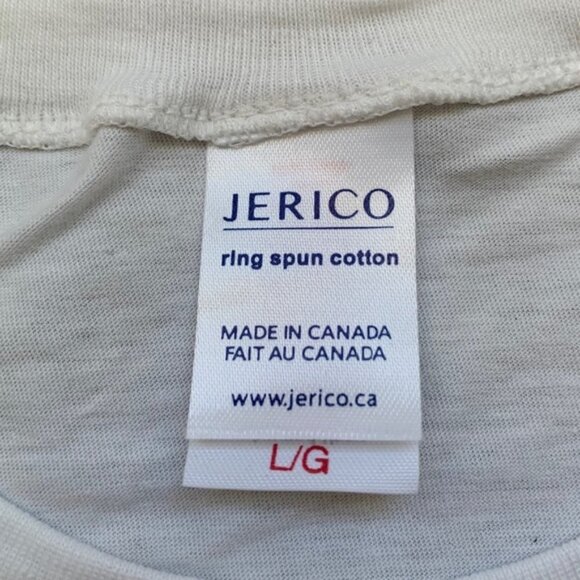 JERICO
ring spun cotton
MADE IN CANADA
FAIT AU CANADA
www.jerico.ca
L/G